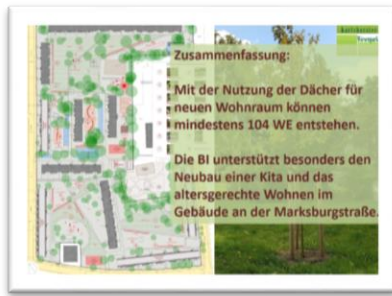 Zusammenfassung:
Mit der Nutzung der Dächer für
neuen Wohnraum können
mindestens 104 WE entstehen.
Die BI unterstützt besonders den
Neubau einer Kita und das
altersgerechte Wohnen im
Gebäude an der Marksburgstraße.